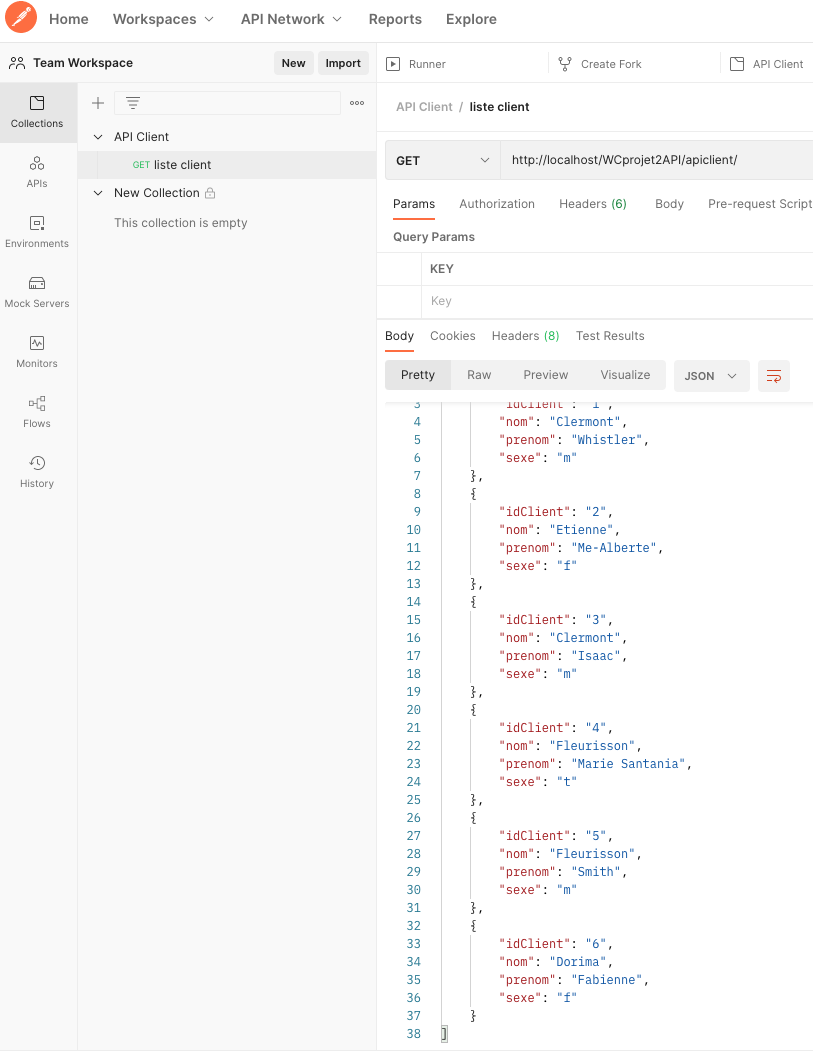 Home Workspaces API Network Reports Explore
Team Workspace New Import
Collections
APIs
Environments
Mock Servers
Monitors
Flows
History
API Client
GET liste client
New Collection
This collection is empty
Runner Create Fork API Client
API Client / liste client
GET http://localhost/WCprojet2API/apiclient/
Params Authorization Headers (6) Body Pre-request Script
Query Params
KEY
Key
Body Cookies Headers (8) Test Results
Pretty Raw Preview Visualize JSON
3 "idClient": "1",
4 "nom": "Clermont",
5 "prenom": "Whistler",
6 "sexe": "m"
7 },
8 {
9 "idClient": "2",
10 "nom": "Etienne",
11 "prenom": "Me-Alberte",
12 "sexe": "f"
13 },
14 {
15 "idClient": "3",
16 "nom": "Clermont",
17 "prenom": "Isaac",
18 "sexe": "m"
19 },
20 {
21 "idClient": "4",
22 "nom": "Fleurisson",
23 "prenom": "Marie Santania",
24 "sexe": "t"
25 },
26 {
27 "idClient": "5",
28 "nom": "Fleurisson",
29 "prenom": "Smith",
30 "sexe": "m"
31 },
32 {
33 "idClient": "6",
34 "nom": "Dorima",
35 "prenom": "Fabienne",
36 "sexe": "f"
37 }
38 ]